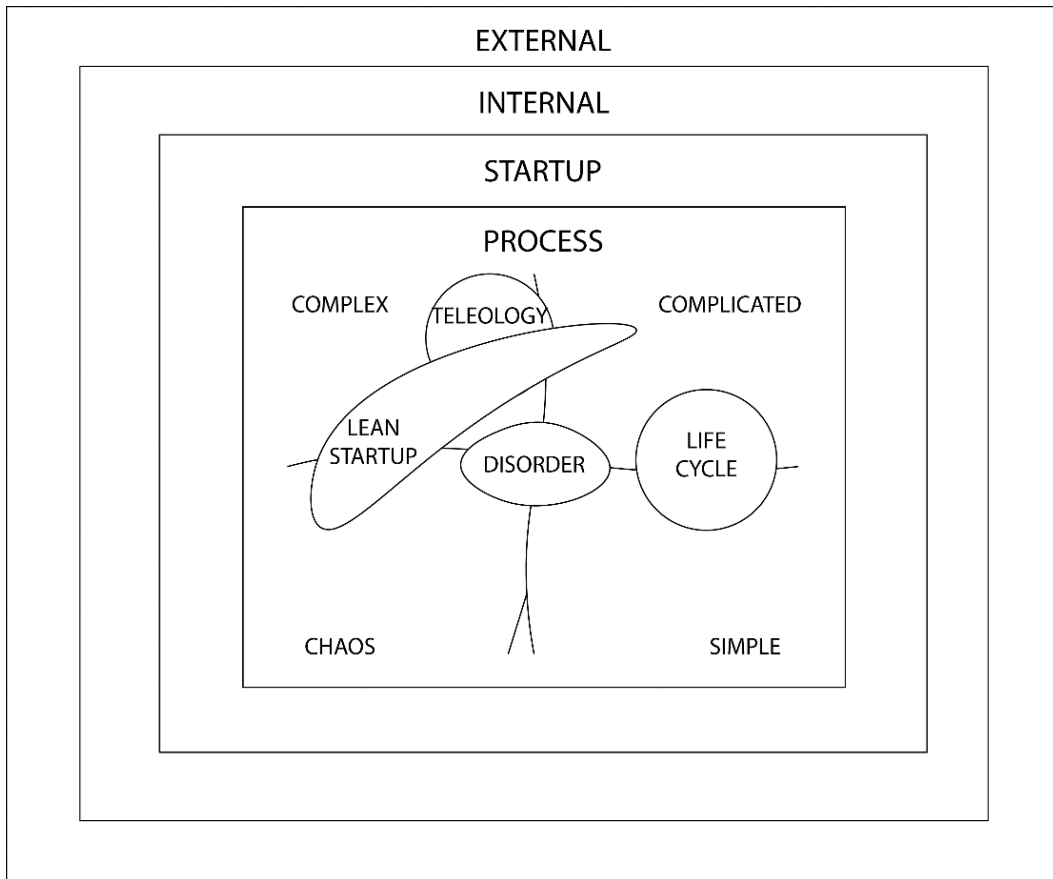 EXTERNAL
INTERNAL
STARTUP
PROCESS
COMPLEX
TELEOLOGY
COMPLICATED
LEAN
STARTUP
DISORDER
LIFE
CYCLE
CHAOS
SIMPLE